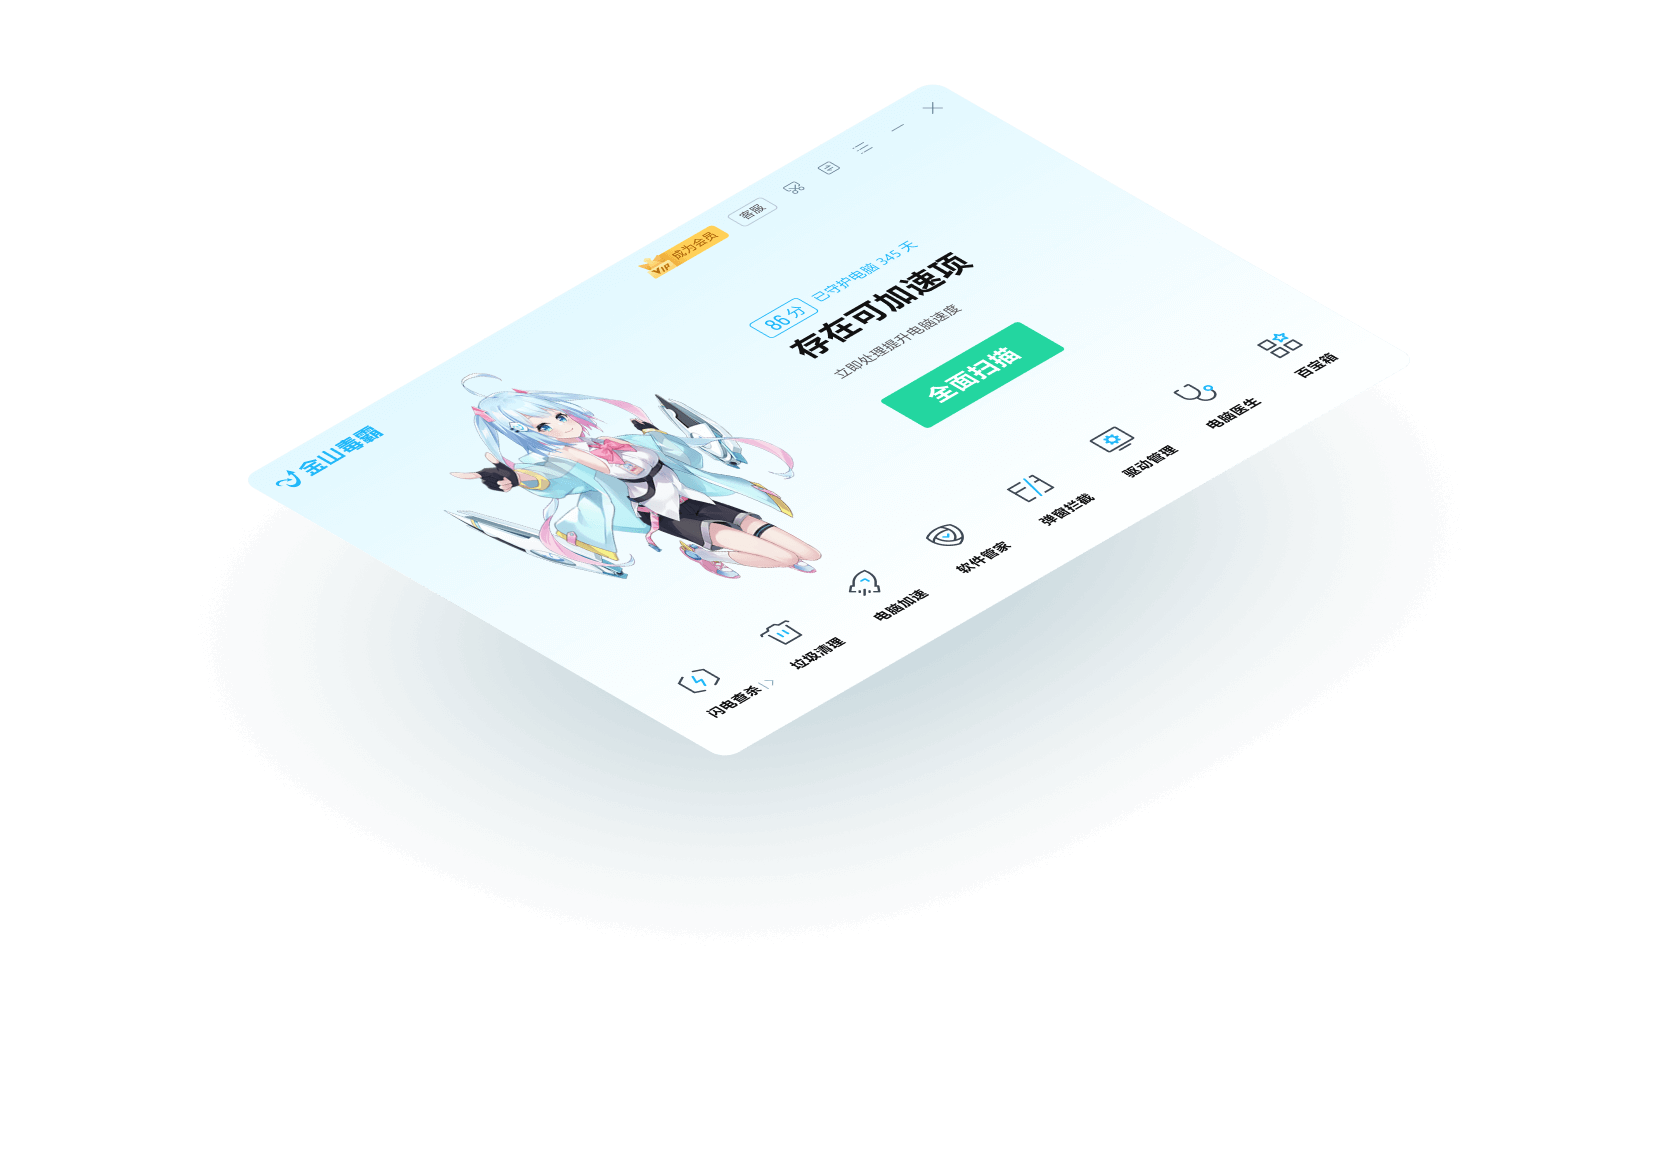 金山毒霸
VIP 成为会员
客服
86 分 已守护电脑 345 天
存在可加速项
立即处理提升电脑速度
全面扫描
闪电查杀
垃圾清理
电脑加速
软件管家
弹窗拦截
驱动管理
电脑医生
百宝箱